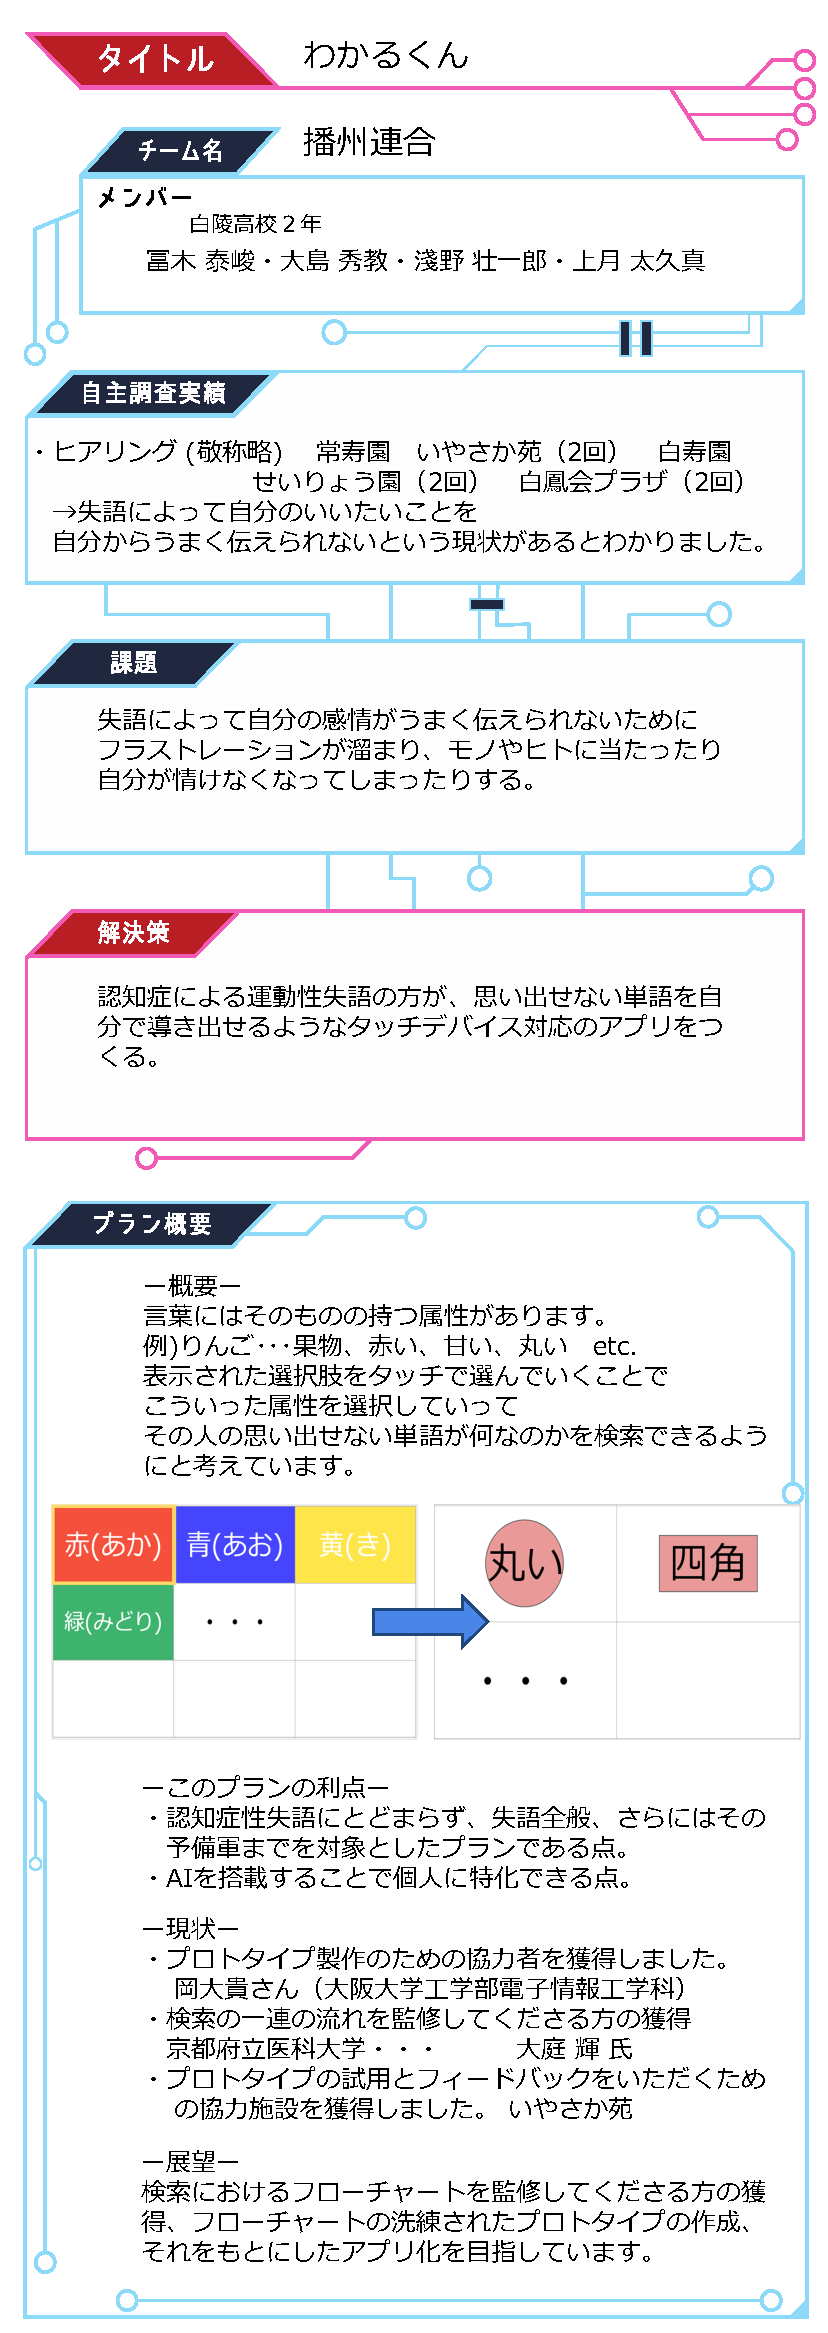 タイトル
わかるくん
チーム名
播州連合
メンバー
白陵高校２年
冨木 泰峻・大島 秀教・淺野 壮一郎・上月 太久真
自主調査実績
・ヒアリング (敬称略)　常寿園　いやさか苑（2回）　白寿園
せいりょう園（2回）　白鳳会プラザ（2回）
→失語によって自分のいいたいことを
自分からうまく伝えられないという現状があるとわかりました。
課題
失語によって自分の感情がうまく伝えられないために
フラストレーションが溜まり、モノやヒトに当たったり
自分が情けなくなってしまったりする。
解決策
認知症による運動性失語の方が、思い出せない単語を自
分で導き出せるようなタッチデバイス対応のアプリをつ
くる。
プラン概要
ー概要ー
言葉にはそのものの持つ属性があります。
例)りんご･･･果物、赤い、甘い、丸い　etc.
表示された選択肢をタッチで選んでいくことで
こういった属性を選択していって
その人の思い出せない単語が何なのかを検索できるよう
にと考えています。
赤(あか) 青(あお) 黄(き)
緑(みどり) ・・・
丸い 四角
・・・
ーこのプランの利点ー
・認知症性失語にとどまらず、失語全般、さらにはその
予備軍までを対象としたプランである点。
・AIを搭載することで個人に特化できる点。
ー現状ー
・プロトタイプ製作のための協力者を獲得しました。
岡大貴さん（大阪大学工学部電子情報工学科）
・検索の一連の流れを監修してくださる方の獲得
京都府立医科大学・・・　　　大庭 輝 氏
・プロトタイプの試用とフィードバックをいただくため
の協力施設を獲得しました。 いやさか苑
ー展望ー
検索におけるフローチャートを監修してくださる方の獲
得、フローチャートの洗練されたプロトタイプの作成、
それをもとにしたアプリ化を目指しています。